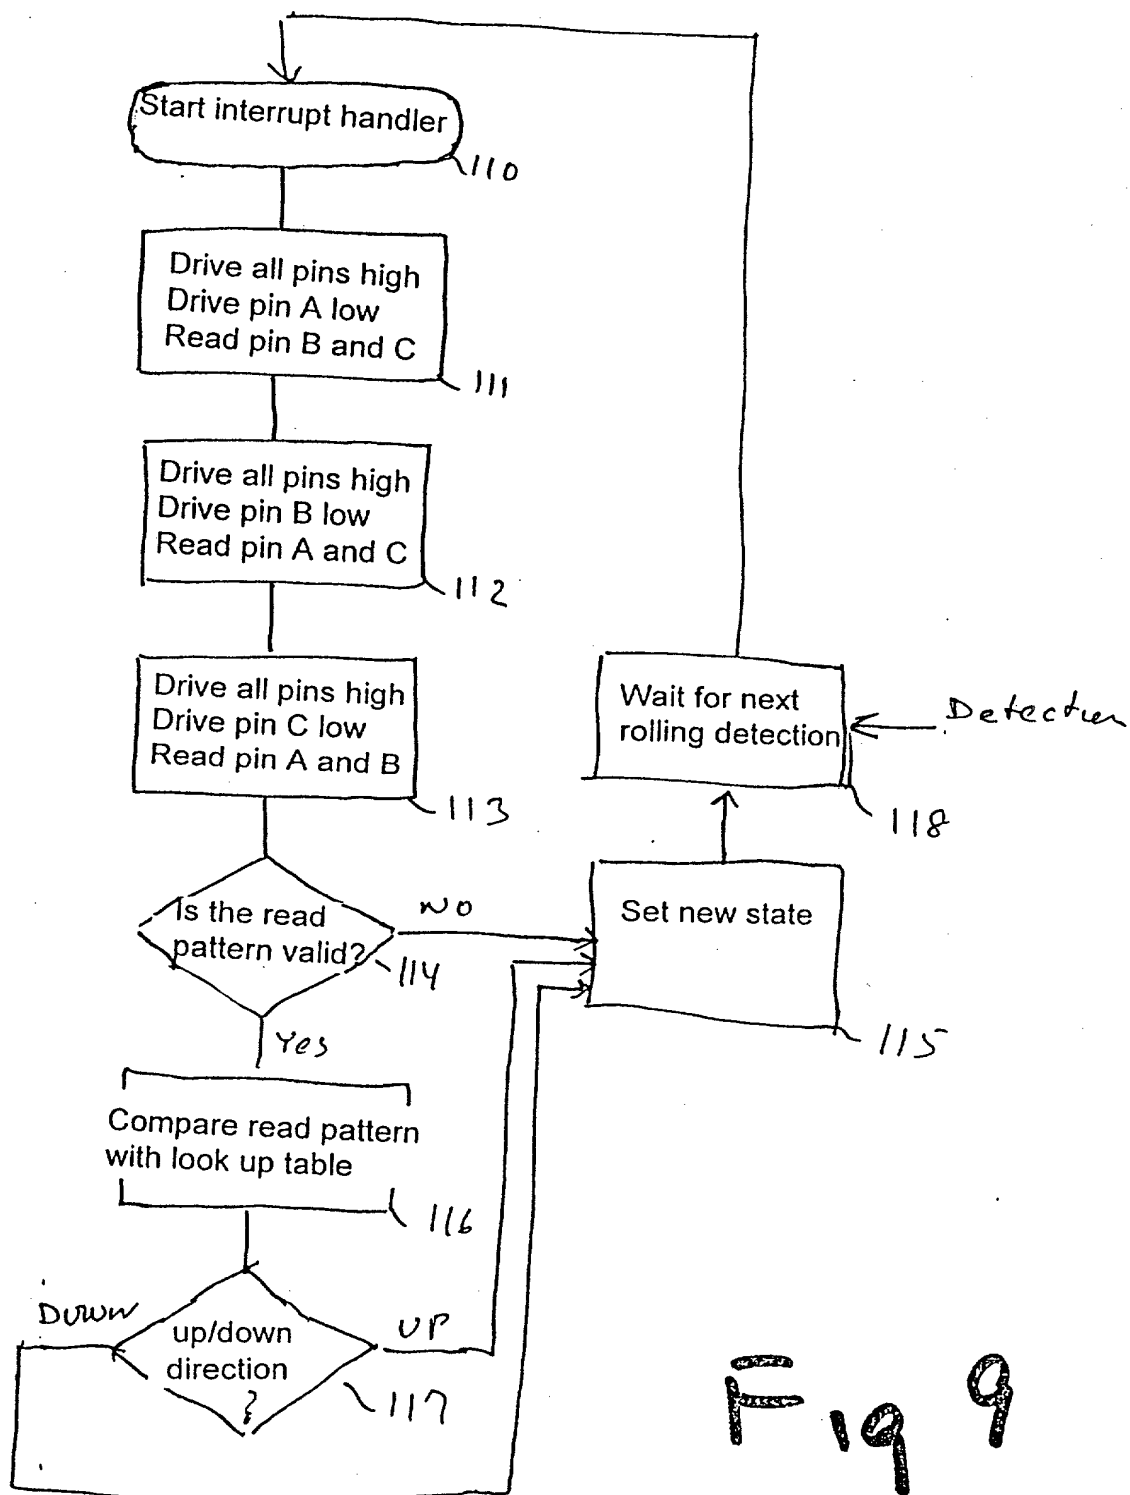 Start interrupt handler
110
Drive all pins high
Drive pin A low
Read pin B and C
111
Drive all pins high
Drive pin B low
Read pin A and C
112
Drive all pins high
Drive pin C low
Read pin A and B
113
Is the read
pattern valid?
114
NO
Yes
Compare read pattern
with look up table
116
up/down
direction
?
117
Down
UP
Set new state
115
Wait for next
rolling detection
118
Detection
Fig 9